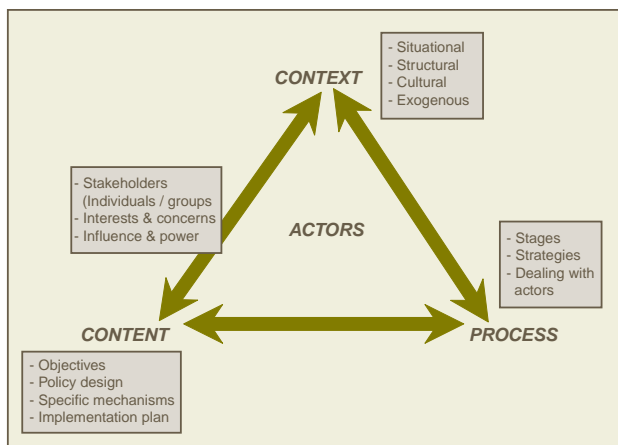 CONTEXT
- Situational
- Structural
- Cultural
- Exogenous
- Stakeholders
(Individuals / groups
- Interests & concerns
- Influence & power
ACTORS
- Stages
- Strategies
- Dealing with
actors
CONTENT
PROCESS
- Objectives
- Policy design
- Specific mechanisms
- Implementation plan